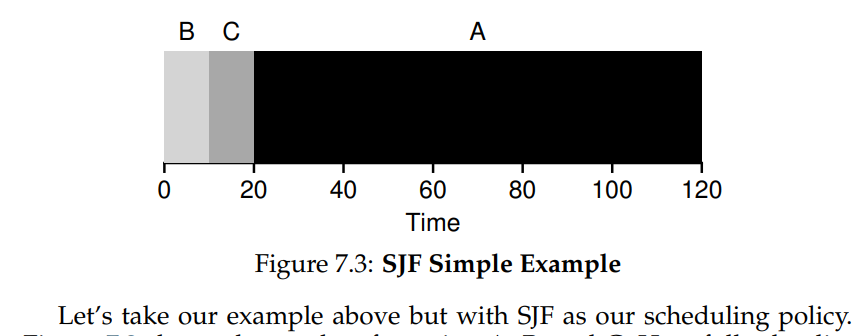 B C A
0 20 40 60 80 100 120
Time
Figure 7.3: SJF Simple Example
Let's take our example above but with SJF as our scheduling policy.